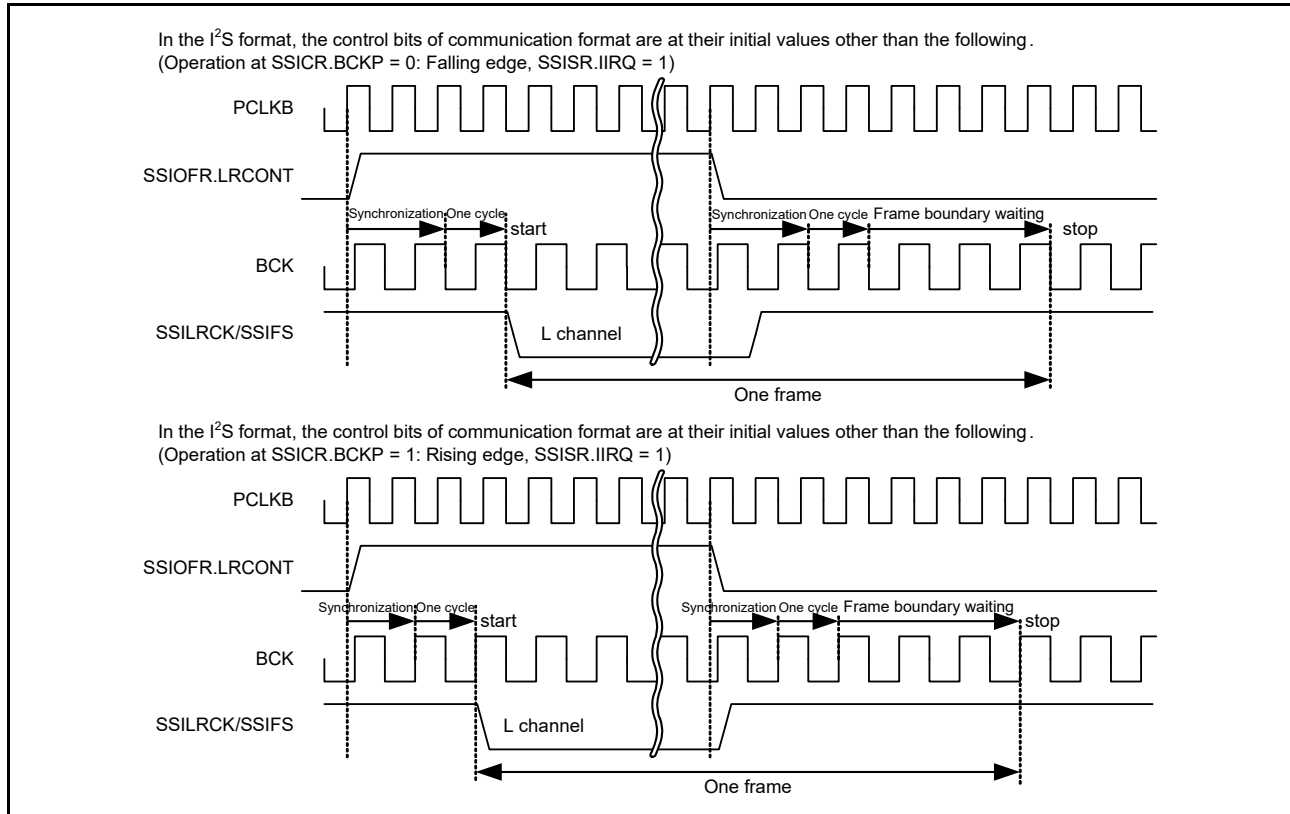 In the I²S format, the control bits of communication format are at their initial values other than the following.
(Operation at SSICR.BCKP = 0: Falling edge, SSISR.IIRQ = 1)
PCLKB
SSIOFR.LRCONT
Synchronization One cycle start Synchronization One cycle Frame boundary waiting stop
BCK
SSILRCK/SSIFS L channel
One frame
In the I²S format, the control bits of communication format are at their initial values other than the following.
(Operation at SSICR.BCKP = 1: Rising edge, SSISR.IIRQ = 1)
PCLKB
SSIOFR.LRCONT
Synchronization One cycle start Synchronization One cycle Frame boundary waiting stop
BCK
SSILRCK/SSIFS L channel
One frame